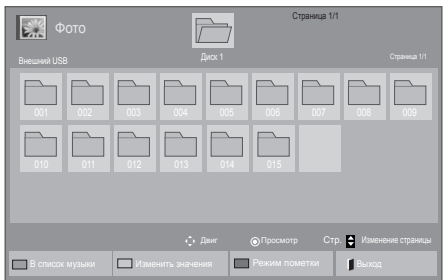 Страница 1/1
Фото
Внешний USB
Диск 1
Страница 1/1
001 002 003 004 005 006 007 008 009
010 011 012 013 014 015
Двиг Просмотр Стр. Изменение страницы
В список музыки Изменить значения Режим пометки Выход